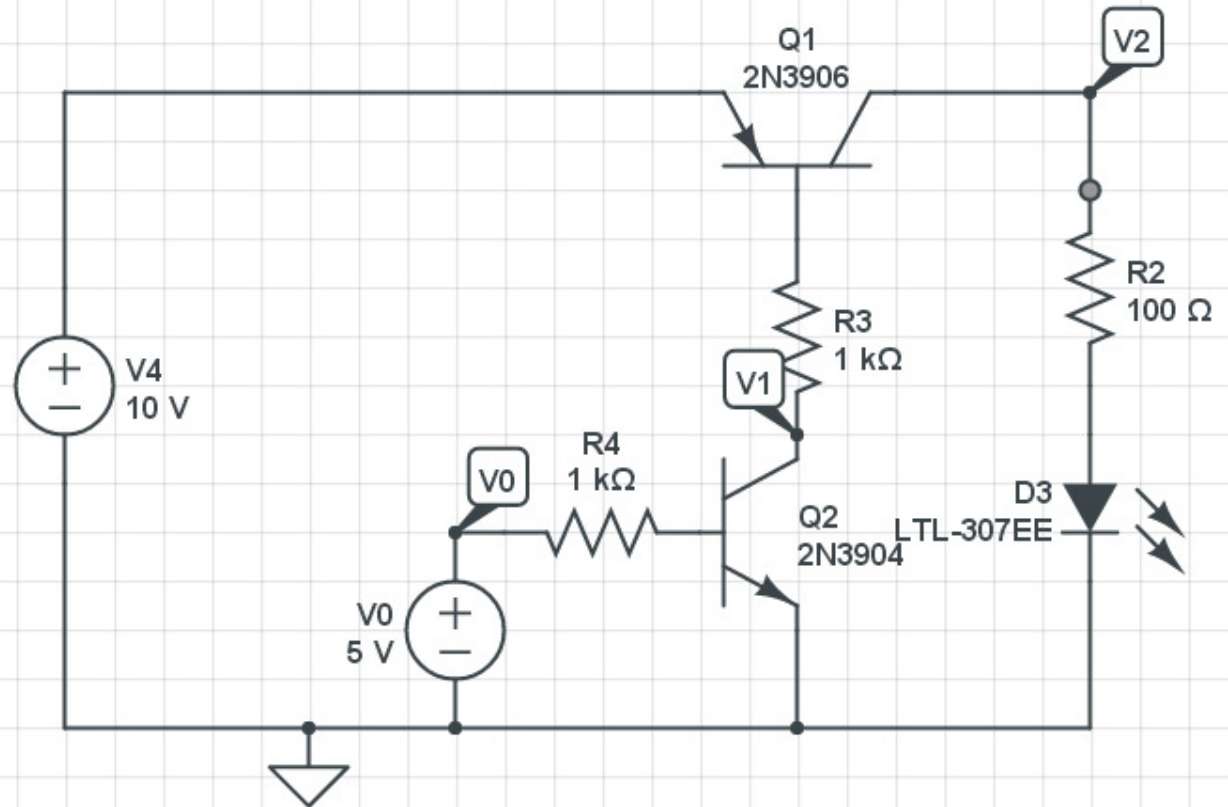 Q1
2N3906
V2
R2
100 Ω
R3
1 kΩ
V4
10 V
V1
R4
1 kΩ
V0
D3
LTL-307EE
Q2
2N3904
V0
5 V